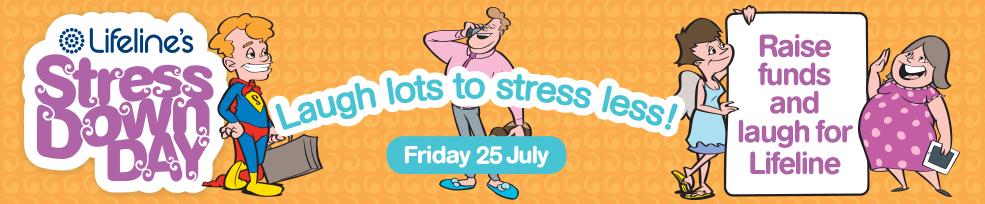 Lifeline's
Stress
Down
DAY
Laugh lots to stress less!
Friday 25 July
Raise
funds
and
laugh for
Lifeline